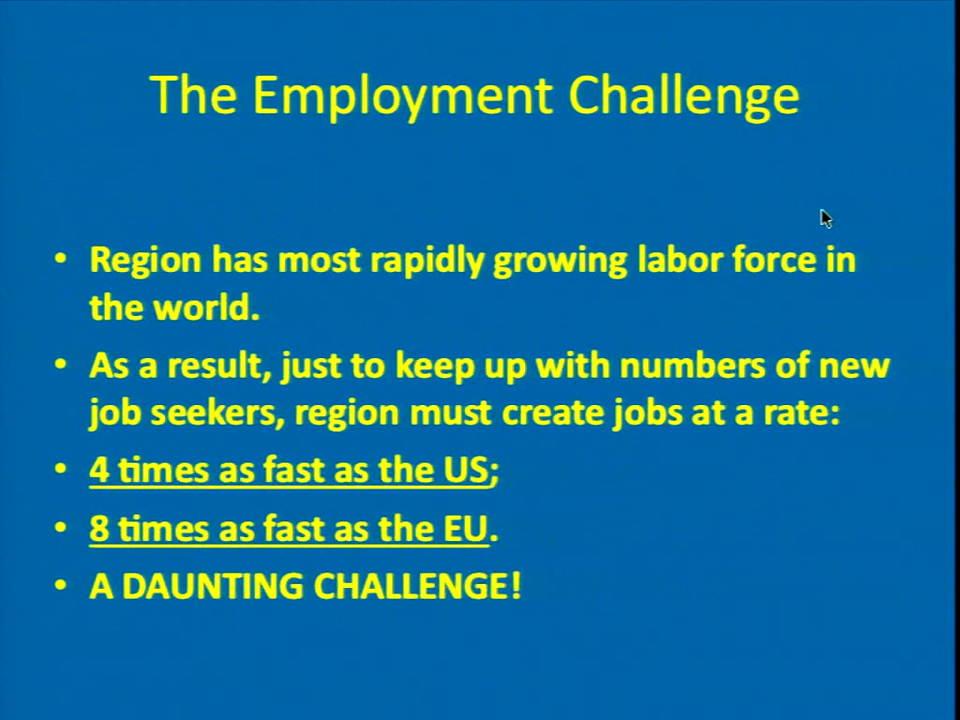 The Employment Challenge
• Region has most rapidly growing labor force in
the world.
• As a result, just to keep up with numbers of new
job seekers, region must create jobs at a rate:
• 4 times as fast as the US;
• 8 times as fast as the EU.
• A DAUNTING CHALLENGE!